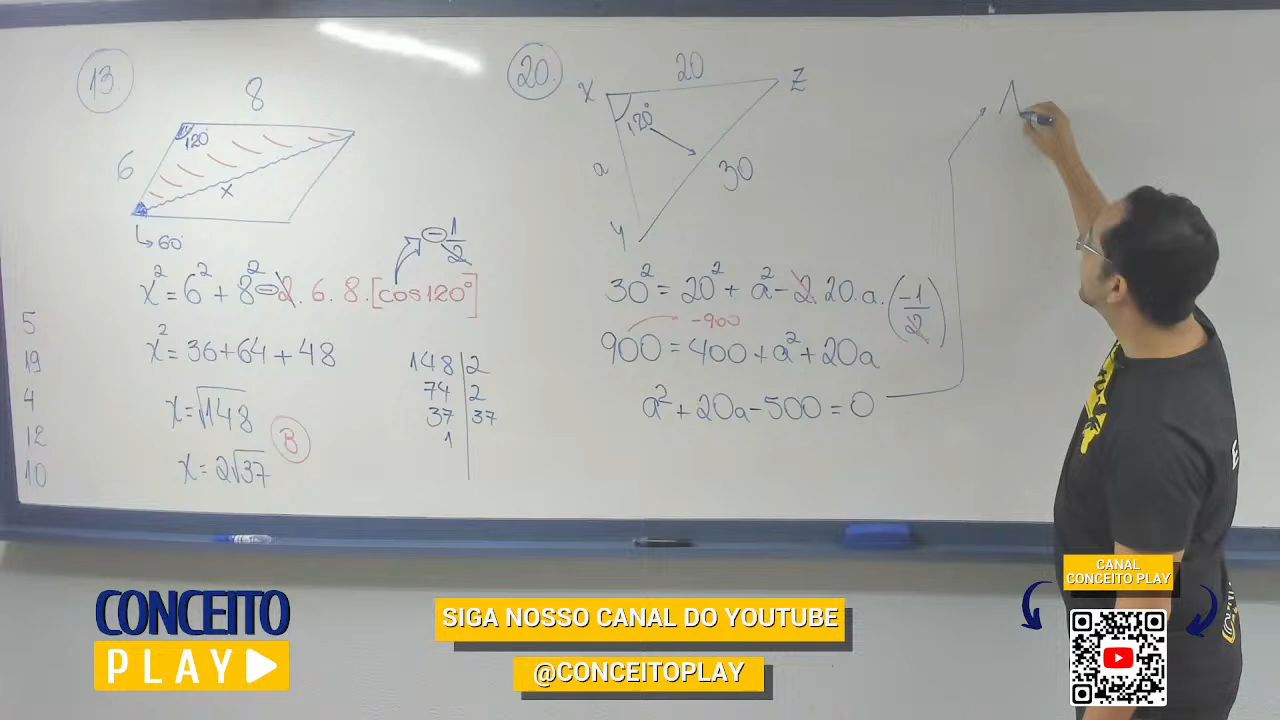 13.
8
120°
6
x
↳60°
- 1/2
x² = 6² + 8² - 2. 6. 8. [cos120°]
x² = 36+64+48
x = √148
x = 2√37
B
148 | 2
74 | 2
37 | 37
1
5
19
4
12
10
20.
20
X
Z
120°
a
30
Y
30² = 20² + a² - 2. 20. a. (-1/2)
-900
900 = 400 + a² + 20a
a² + 20a - 500 = 0
CONCEITO
PLAY
SIGA NOSSO CANAL DO YOUTUBE
@CONCEITOPLAY
CANAL
CONCEITO PLAY